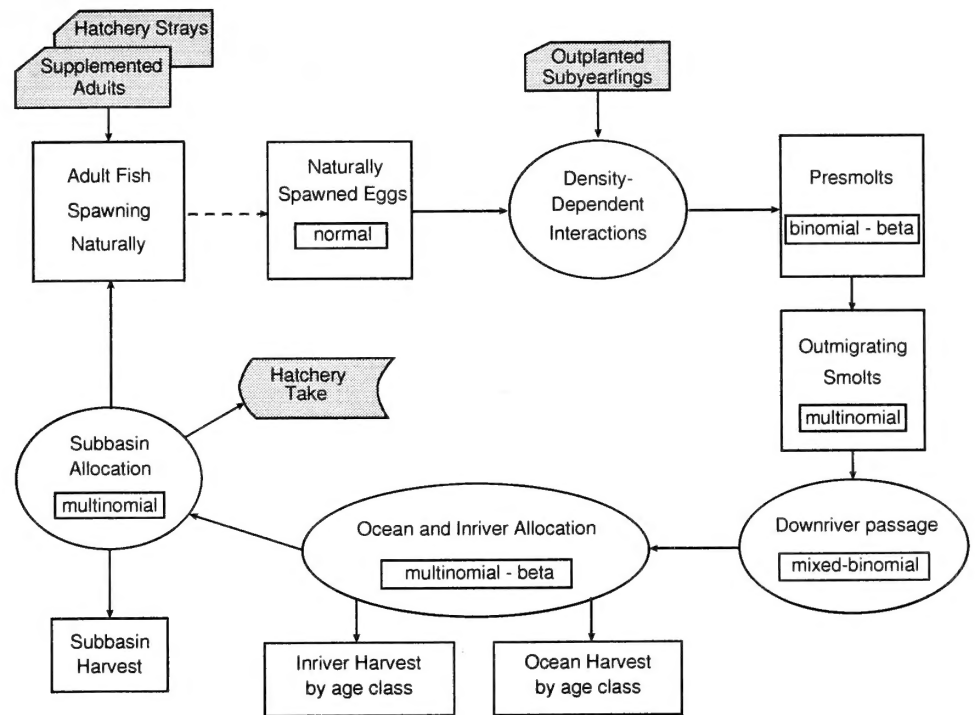 Hatchery Strays
Supplemented
Adults
Outplanted
Subyearlings
Adult Fish
Spawning
Naturally
Naturally
Spawned Eggs
normal
Density-
Dependent
Interactions
Presmolts
binomial - beta
Outmigrating
Smolts
multinomial
Hatchery
Take
Subbasin
Allocation
multinomial
Ocean and Inriver Allocation
multinomial - beta
Downriver passage
mixed-binomial
Subbasin
Harvest
Inriver Harvest
by age class
Ocean Harvest
by age class